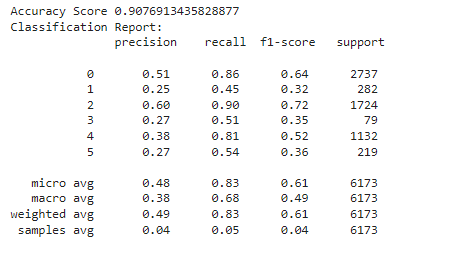 Accuracy Score 0.9076913435828877
Classification Report:
precision recall f1-score support
0 0.51 0.86 0.64 2737
1 0.25 0.45 0.32 282
2 0.60 0.90 0.72 1724
3 0.27 0.51 0.35 79
4 0.38 0.81 0.52 1132
5 0.27 0.54 0.36 219
micro avg 0.48 0.83 0.61 6173
macro avg 0.38 0.68 0.49 6173
weighted avg 0.49 0.83 0.61 6173
samples avg 0.04 0.05 0.04 6173